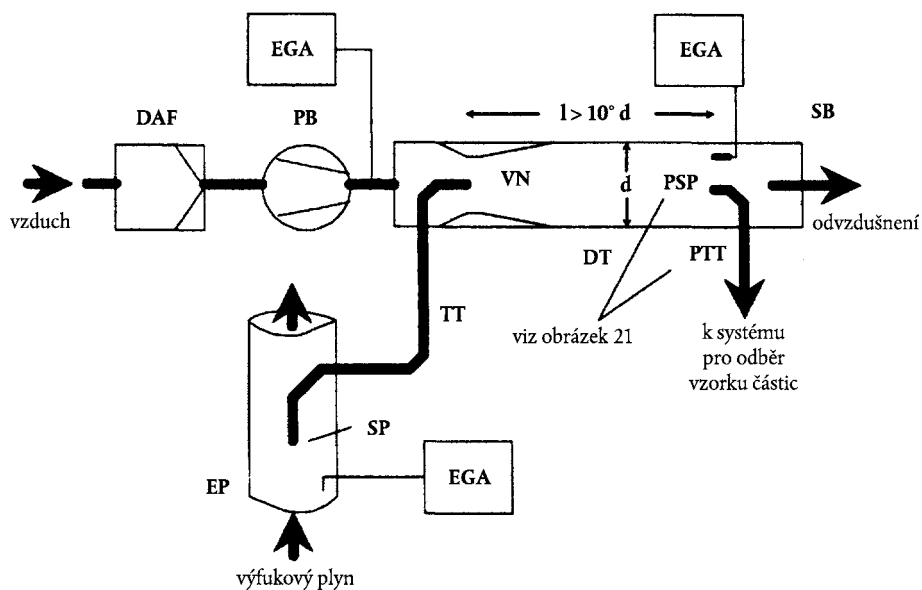 EGA
EGA
DAF
PB
l > 10° d
SB
VN
d
PSP
vzduch
odvzdušnení
DT
PTT
TT
viz obrázek 21
k systému
pro odběr
vzorku částic
SP
EP
EGA
výfukový plyn